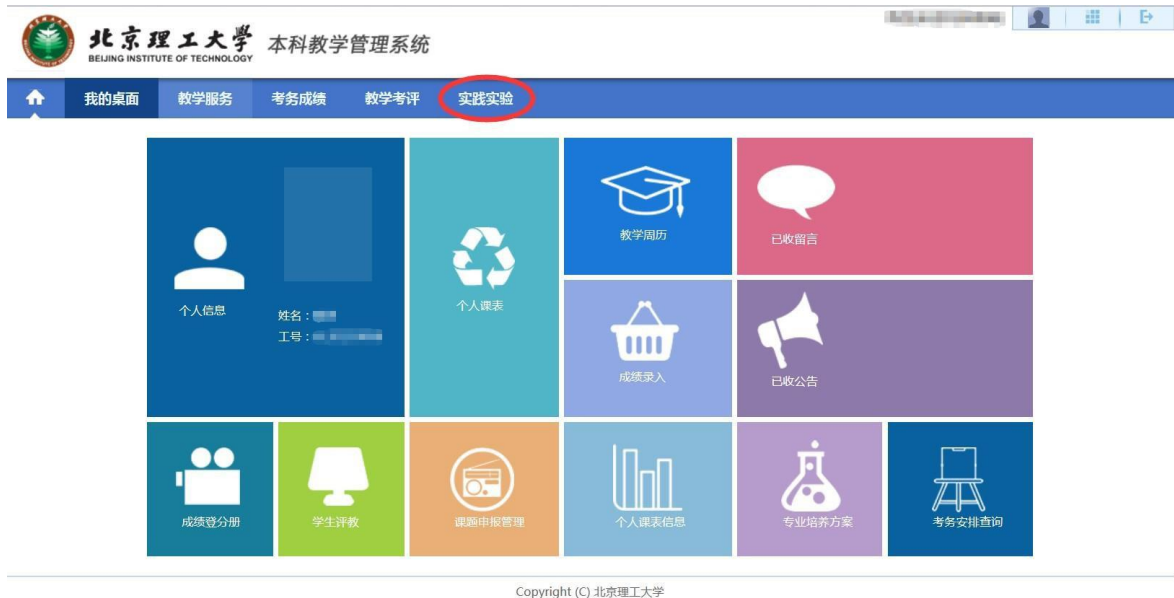 北京理工大學 本科教学管理系统
BEIJING INSTITUTE OF TECHNOLOGY
我的桌面 教学服务 考务成绩 教学考评 实践实验
个人信息
姓名：
工号：
个人课表
教学周历
已收留言
成绩录入
已收公告
成绩登分册
学生评教
课题申报管理
个人课表信息
专业培养方案
考务安排查询
Copyright (C) 北京理工大学